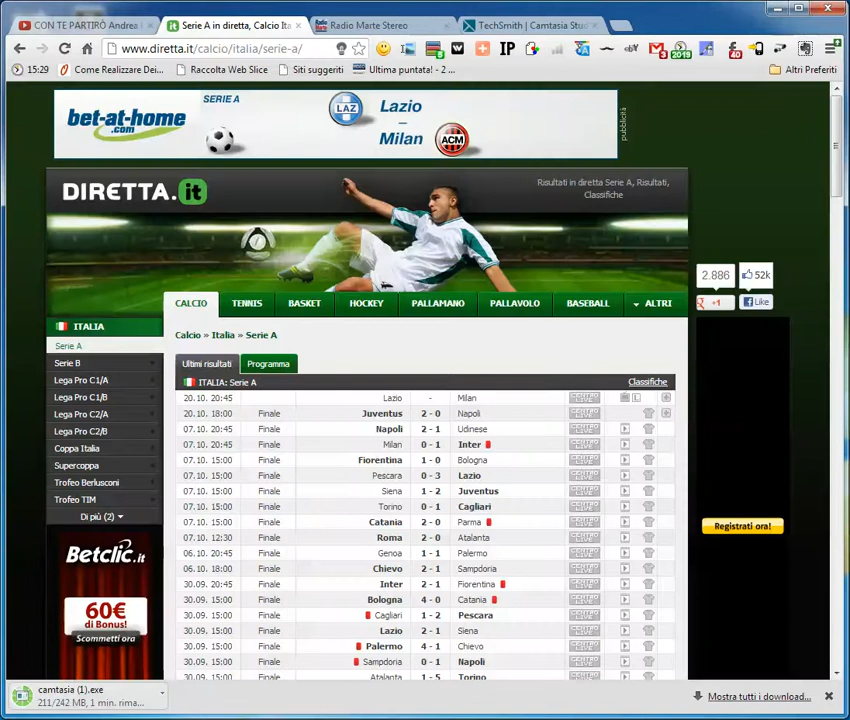 CON TE PARTIRÒ Andrea
Serie A in diretta, Calcio Ita
Radio Marte Stereo
TechSmith | Camtasia Stud
www.diretta.it/calcio/italia/serie-a/
15:29
Come Realizzare Dei...
Raccolta Web Slice
Siti suggeriti
Ultima puntata! - 2 ...
Altri Preferiti
bet-at-home
.com
SERIE A
LAZ
Lazio
–
Milan
ACM
pubblicità
DIRETTA.it
Risultati in diretta Serie A, Risultati,
Classifiche
2.886
52k
+1
Like
CALCIO TENNIS BASKET HOCKEY PALLAMANO PALLAVOLO BASEBALL ALTRI
ITALIA
Serie A
Serie B
Lega Pro C1/A
Lega Pro C1/B
Lega Pro C2/A
Lega Pro C2/B
Coppa Italia
Supercoppa
Trofeo Berlusconi
Trofeo TIM
Di più (2)
Calcio » Italia » Serie A
Ultimi risultati Programma
ITALIA: Serie A Classifiche
20.10. 20:45 Lazio - Milan
20.10. 18:00 Finale Juventus 2 - 0 Napoli
07.10. 20:45 Finale Napoli 2 - 1 Udinese
07.10. 20:45 Finale Milan 0 - 1 Inter
07.10. 15:00 Finale Fiorentina 1 - 0 Bologna
07.10. 15:00 Finale Pescara 0 - 3 Lazio
07.10. 15:00 Finale Siena 1 - 2 Juventus
07.10. 15:00 Finale Torino 0 - 1 Cagliari
07.10. 15:00 Finale Catania 2 - 0 Parma
07.10. 12:30 Finale Roma 2 - 0 Atalanta
06.10. 20:45 Finale Genoa 1 - 1 Palermo
06.10. 18:00 Finale Chievo 2 - 1 Sampdoria
30.09. 20:45 Finale Inter 2 - 1 Fiorentina
30.09. 15:00 Finale Bologna 4 - 0 Catania
30.09. 15:00 Finale Cagliari 1 - 2 Pescara
30.09. 15:00 Finale Lazio 2 - 1 Siena
30.09. 15:00 Finale Palermo 4 - 1 Chievo
30.09. 15:00 Finale Sampdoria 0 - 1 Napoli
30.09. 15:00 Finale Atalanta 1 - 5 Torino
Betclic.it
60€
di Bonus!
Scommetti ora
Registrati ora!
camtasia (1).exe
211/242 MB, 1 min. rima...
Mostra tutti i download...